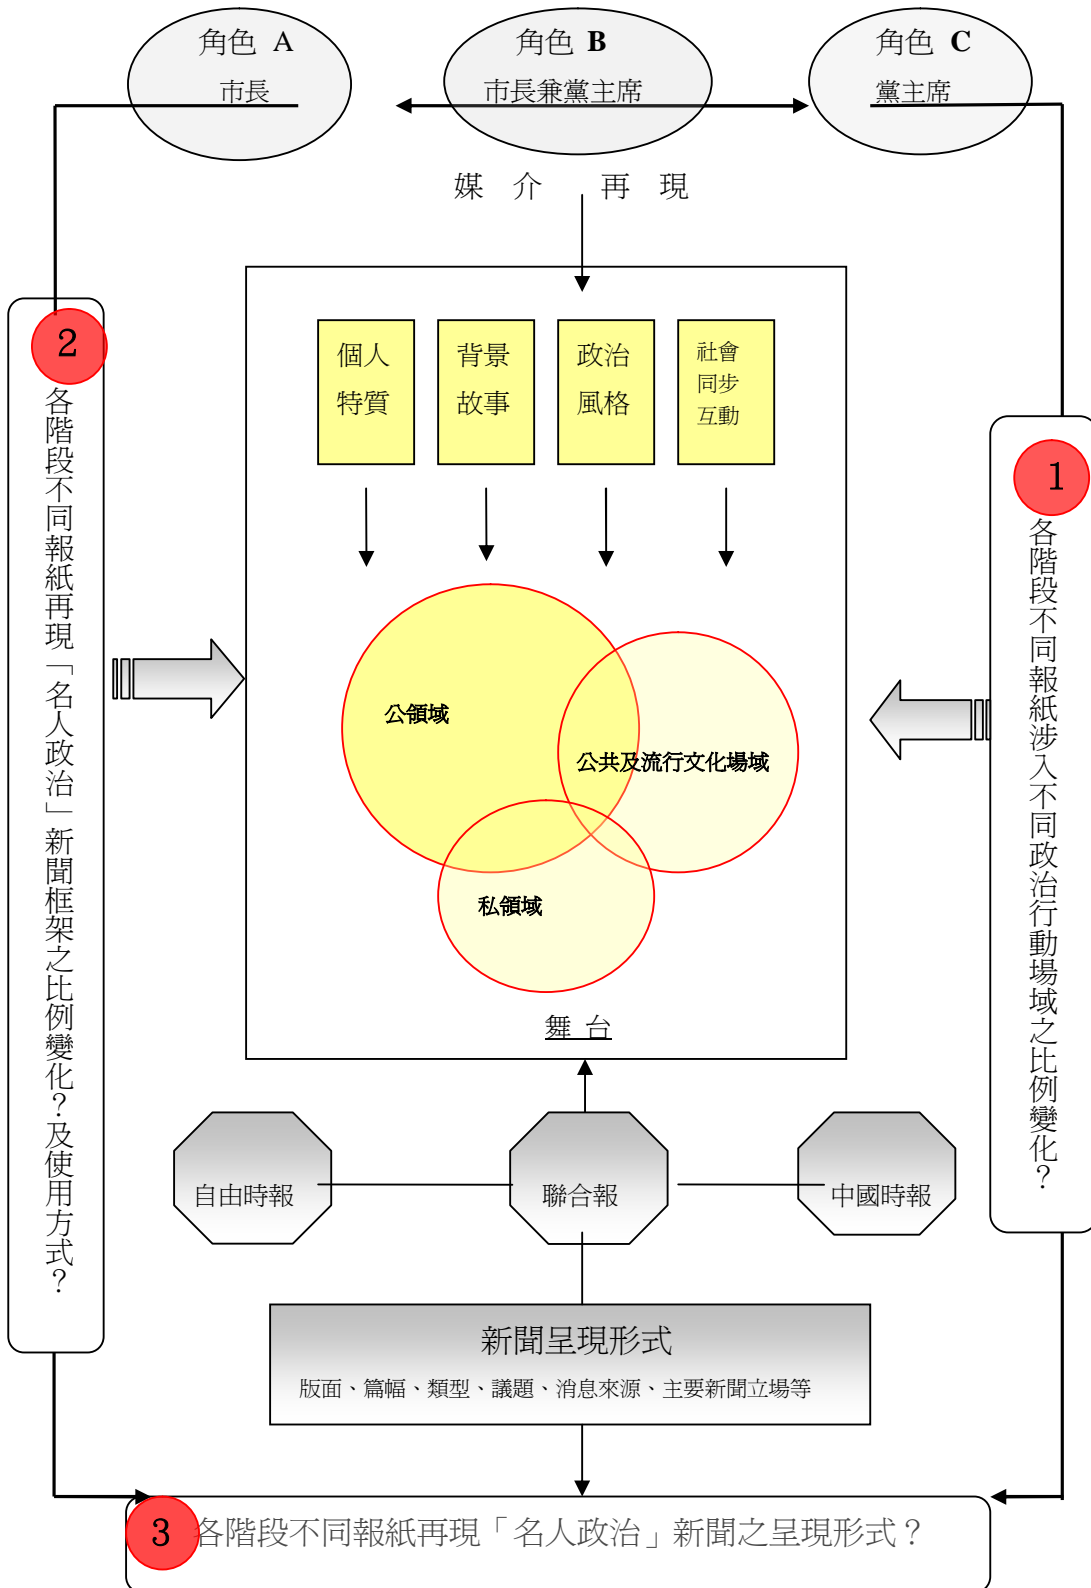 角色 A
市長
角色 B
市長兼黨主席
角色 C
黨主席
媒 介 再 現
個人
特質
背景
故事
政治
風格
社會
同步
互動
2
各階段不同報紙再現「名人政治」新聞框架之比例變化？及使用方式？
1
各階段不同報紙涉入不同政治行動場域之比例變化？
公領域
公共及流行文化場域
私領域
舞 台
自由時報
聯合報
中國時報
新聞呈現形式
版面、篇幅、類型、議題、消息來源、主要新聞立場等
3
各階段不同報紙再現「名人政治」新聞之呈現形式？